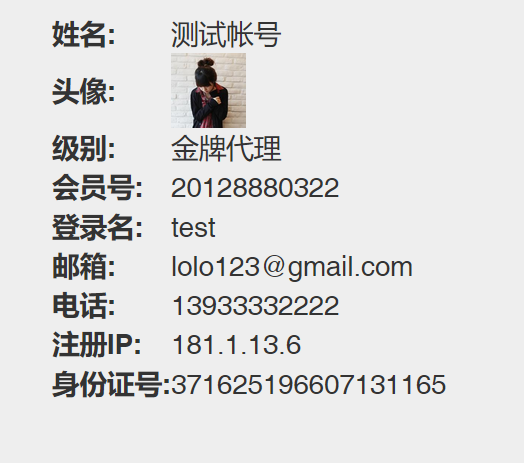 姓名: 测试帐号
头像:
级别: 金牌代理
会员号: 20128880322
登录名: test
邮箱: lolo123@gmail.com
电话: 13933332222
注册IP: 181.1.13.6
身份证号:371625196607131165